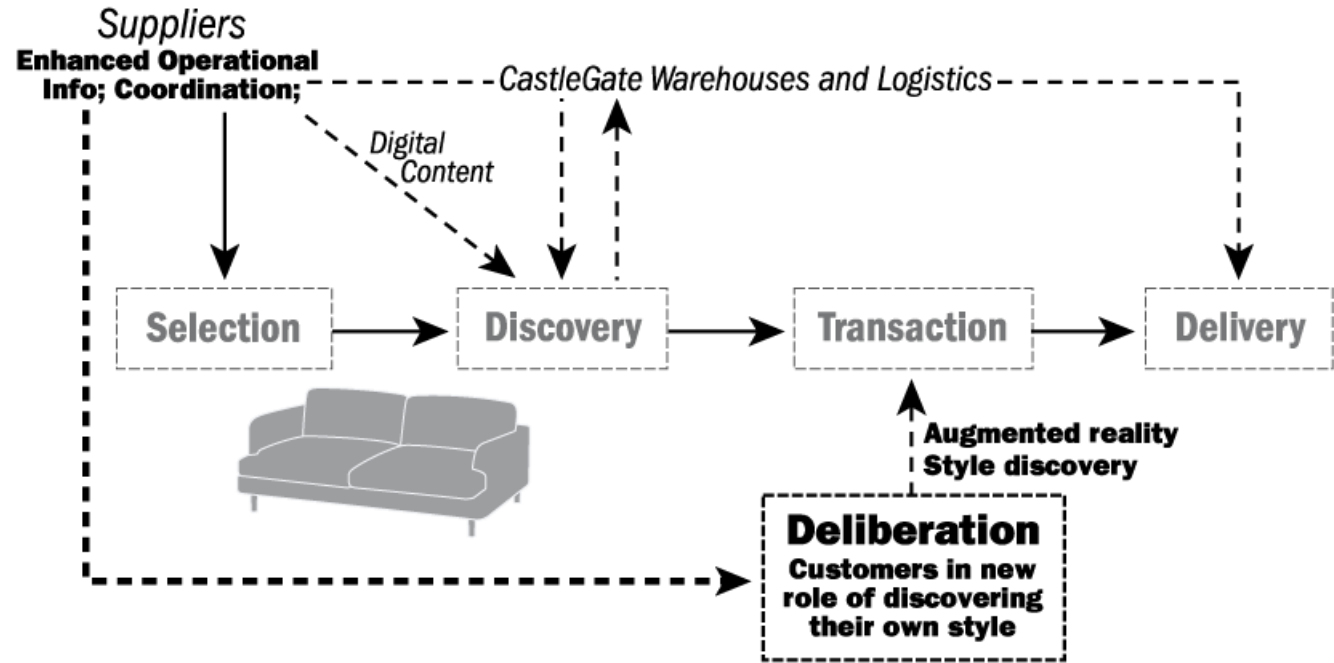 Suppliers
Enhanced Operational
Info; Coordination;
CastleGate Warehouses and Logistics
Digital
Content
Selection
Discovery
Transaction
Delivery
Augmented reality
Style discovery
Deliberation
Customers in new
role of discovering
their own style